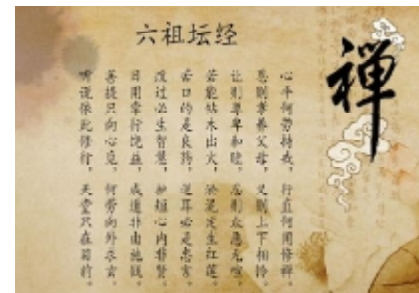 六祖坛经
禪
心平何劳持戒，行直何用修禅。
恩则孝养父母，义则上下相怜。
让则尊卑和睦，忍则众恶无喧。
若能钻木出火，淤泥定生红莲。
苦口的是良药，逆耳必是忠言。
改过必生智慧，护短心内非贤。
日用常行饶益，成道非由施钱。
菩提只向心觅，何劳向外求玄。
听说依此修行，天堂只在目前。